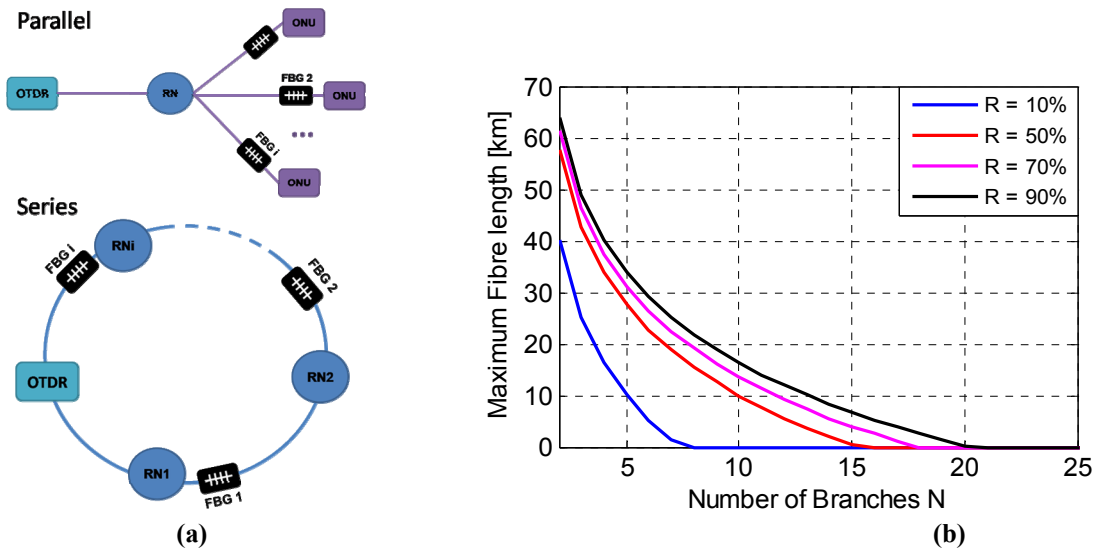 Parallel
OTDR
RN
ONU
FBG 2
ONU
...
FBG i
ONU
Series
RNi
FBG i
FBG 2
OTDR
RN2
RN1
FBG 1
(a)
Maximum Fibre length [km]
70
60
50
40
30
20
10
0
R = 10%
R = 50%
R = 70%
R = 90%
5
10
15
20
25
Number of Branches N
(b)